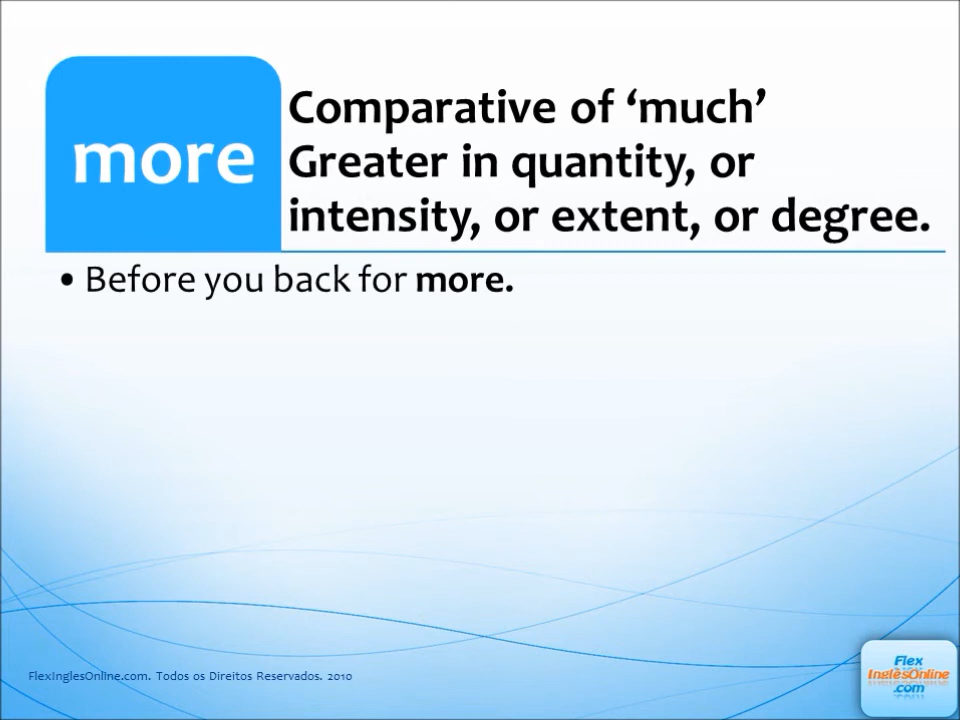 more
Comparative of ‘much’
Greater in quantity, or
intensity, or extent, or degree.
• Before you back for more.
FlexInglesOnline.com. Todos os Direitos Reservados. 2010
Flex
InglêsOnline
.com